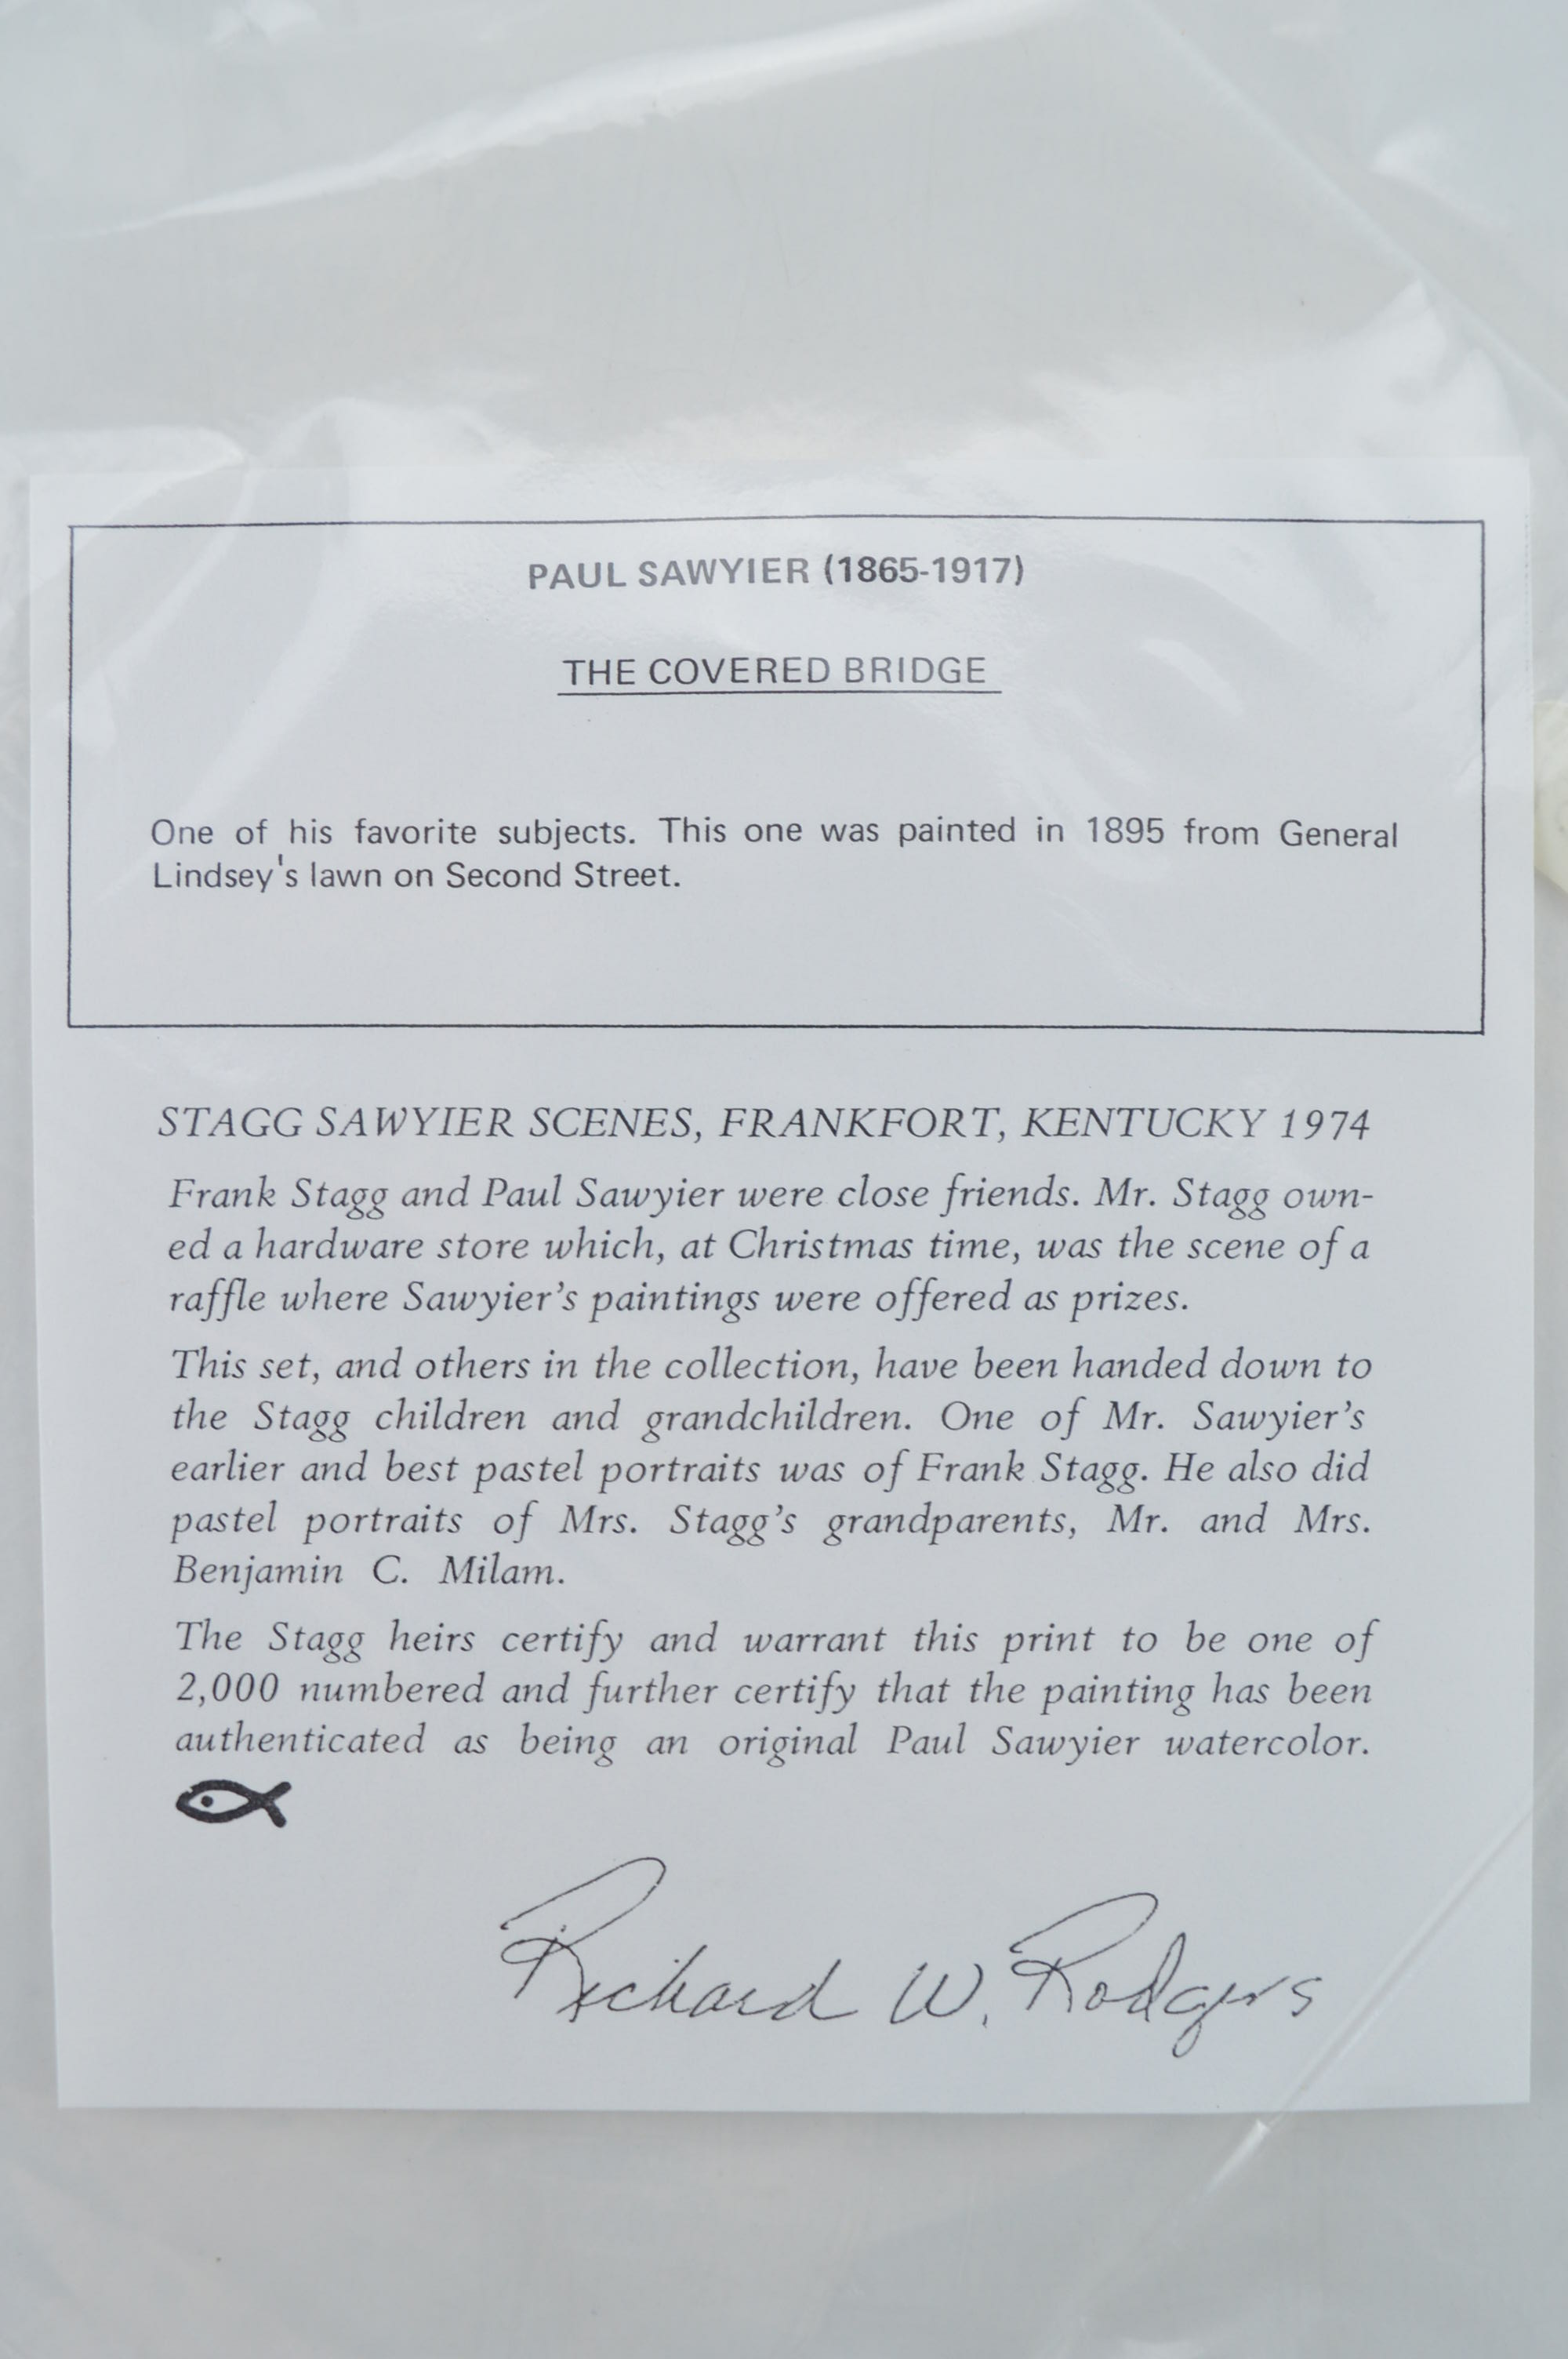 PAUL SAWYIER (1865-1917)
THE COVERED BRIDGE
One of his favorite subjects. This one was painted in 1895 from General
Lindsey's lawn on Second Street.
STAGG SAWYIER SCENES, FRANKFORT, KENTUCKY 1974
Frank Stagg and Paul Sawyier were close friends. Mr. Stagg own-
ed a hardware store which, at Christmas time, was the scene of a
raffle where Sawyier's paintings were offered as prizes.
This set, and others in the collection, have been handed down to
the Stagg children and grandchildren. One of Mr. Sawyier's
earlier and best pastel portraits was of Frank Stagg. He also did
pastel portraits of Mrs. Stagg's grandparents, Mr. and Mrs.
Benjamin C. Milam.
The Stagg heirs certify and warrant this print to be one of
2,000 numbered and further certify that the painting has been
authenticated as being an original Paul Sawyier watercolor.
Richard W. Rodgers